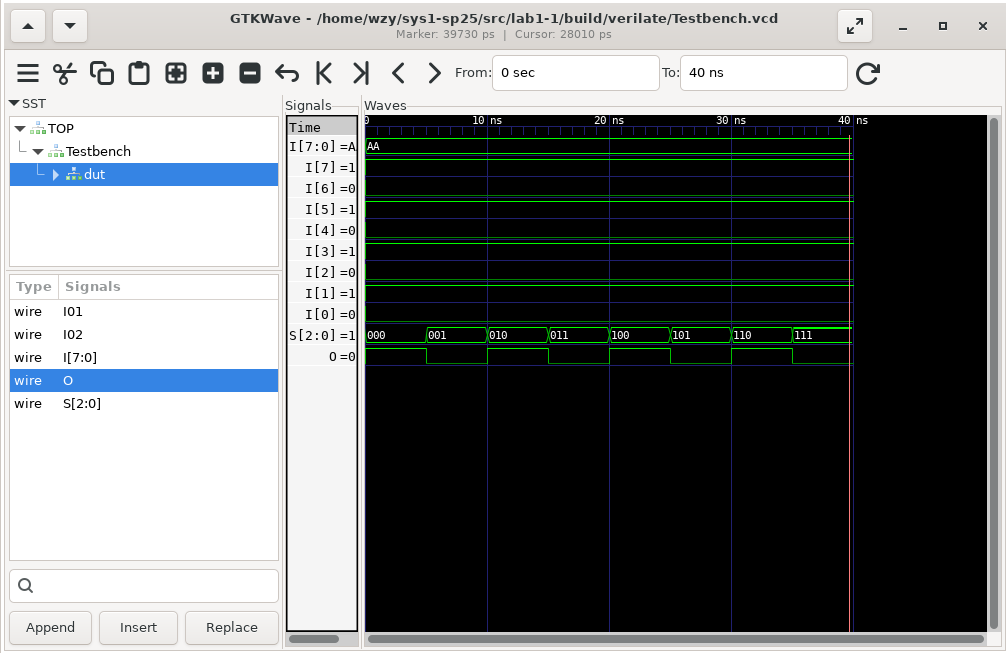 GTKWave - /home/wzy/sys1-sp25/src/lab1-1/build/verilate/Testbench.vcd
Marker: 39730 ps | Cursor: 28010 ps
From: 0 sec To: 40 ns
SST
TOP
Testbench
dut
Type Signals
wire I01
wire I02
wire I[7:0]
wire O
wire S[2:0]
Append Insert Replace
Signals
Time
I[7:0] =A
I[7] =1
I[6] =0
I[5] =1
I[4] =0
I[3] =1
I[2] =0
I[1] =1
I[0] =0
S[2:0] =1
O =0
Waves
0 10 ns 20 ns 30 ns 40 ns
AA
000 001 010 011 100 101 110 111